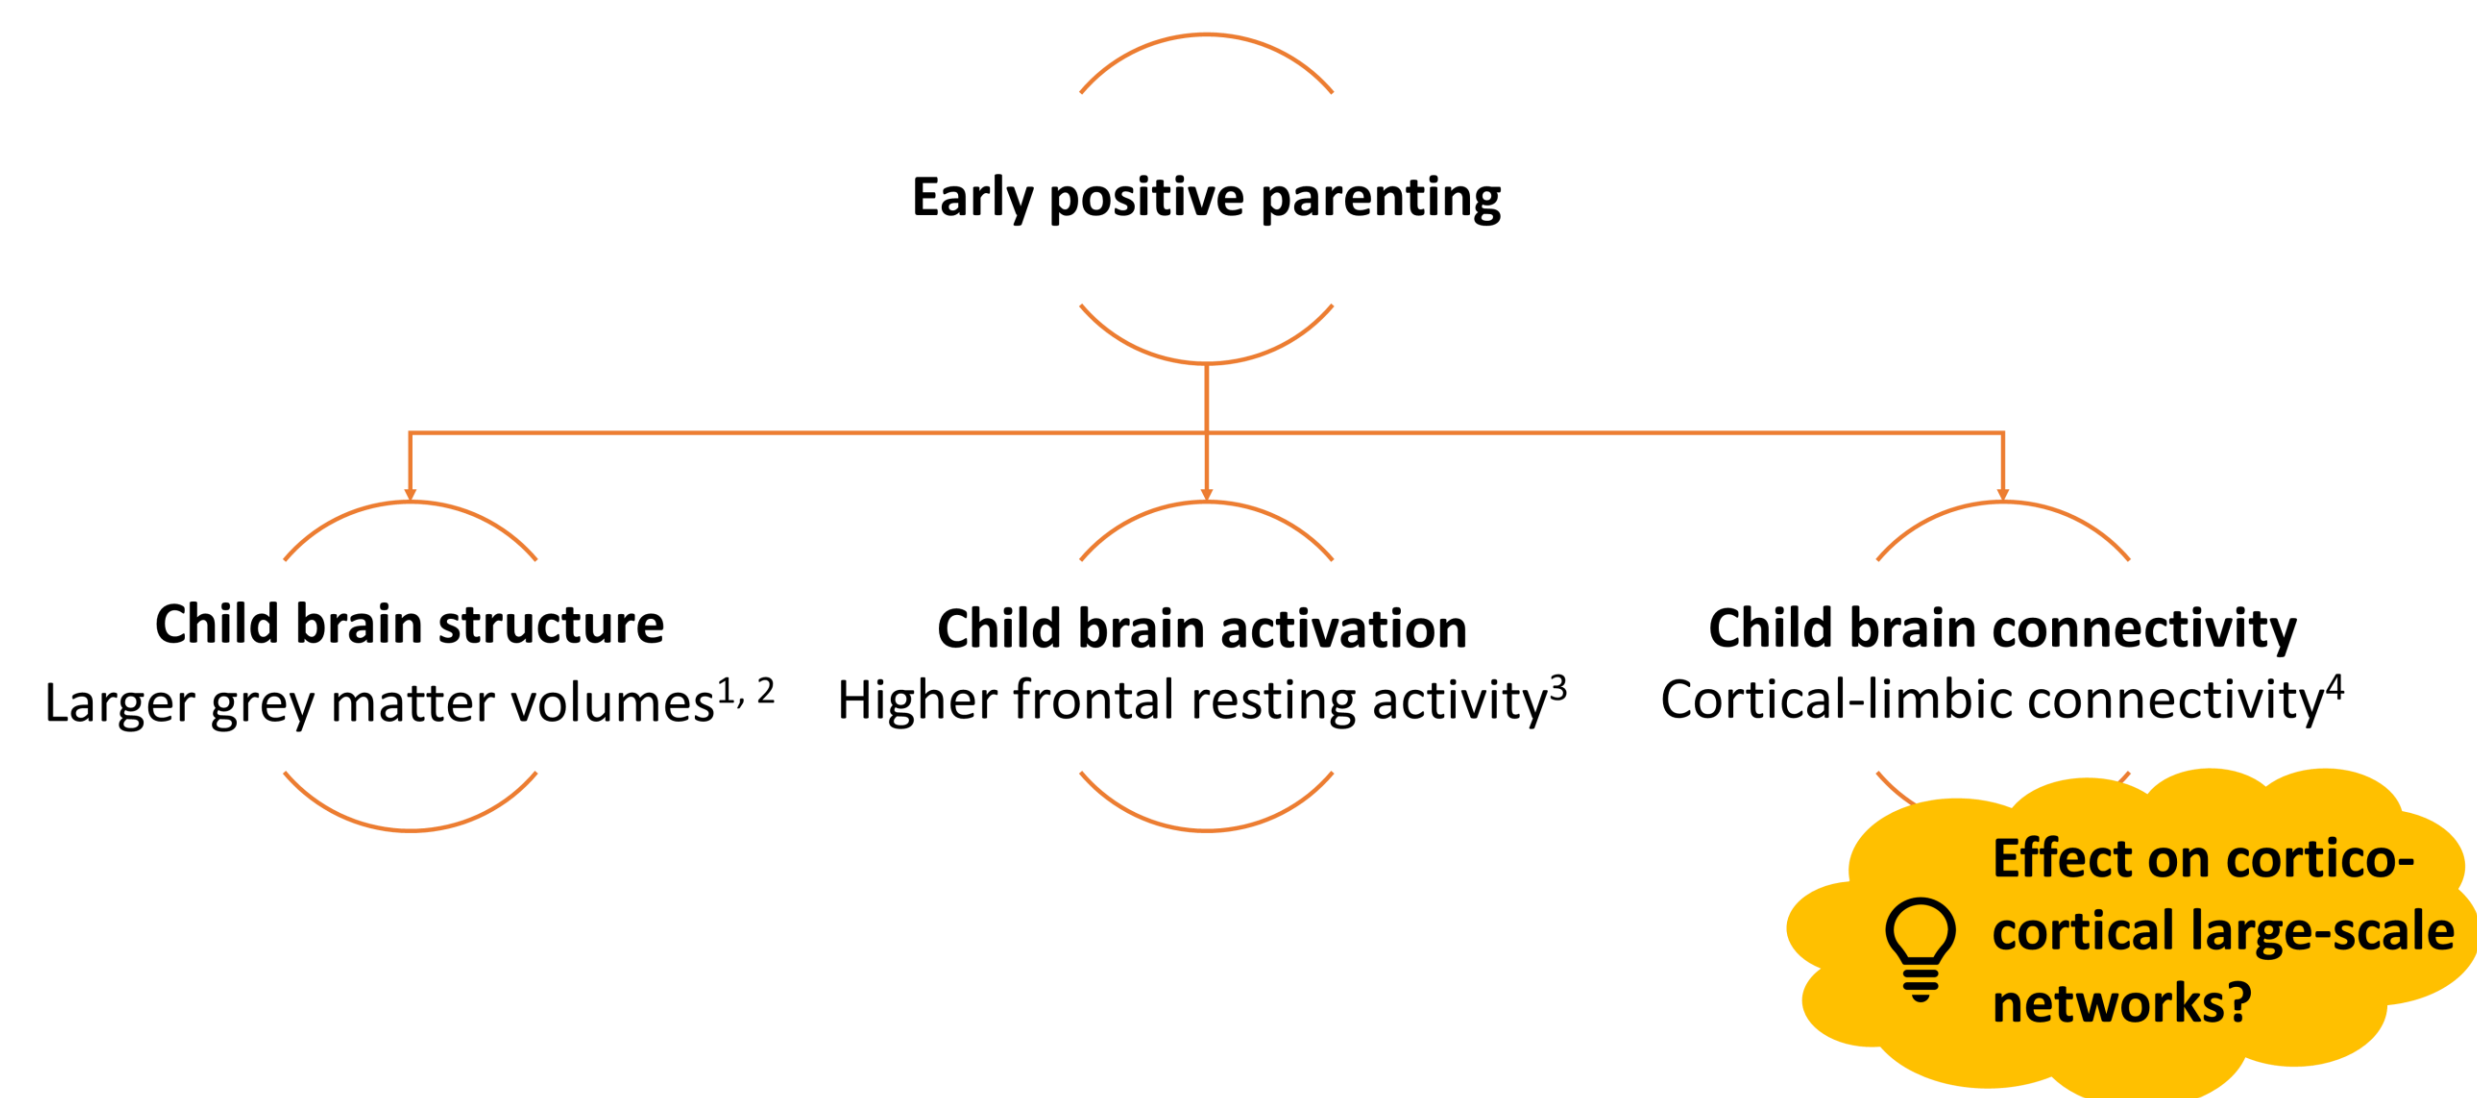 Early positive parenting
Child brain structure
Larger grey matter volumes1, 2
Child brain activation
Higher frontal resting activity3
Child brain connectivity
Cortical-limbic connectivity4
Effect on cortico-
cortical large-scale
networks?